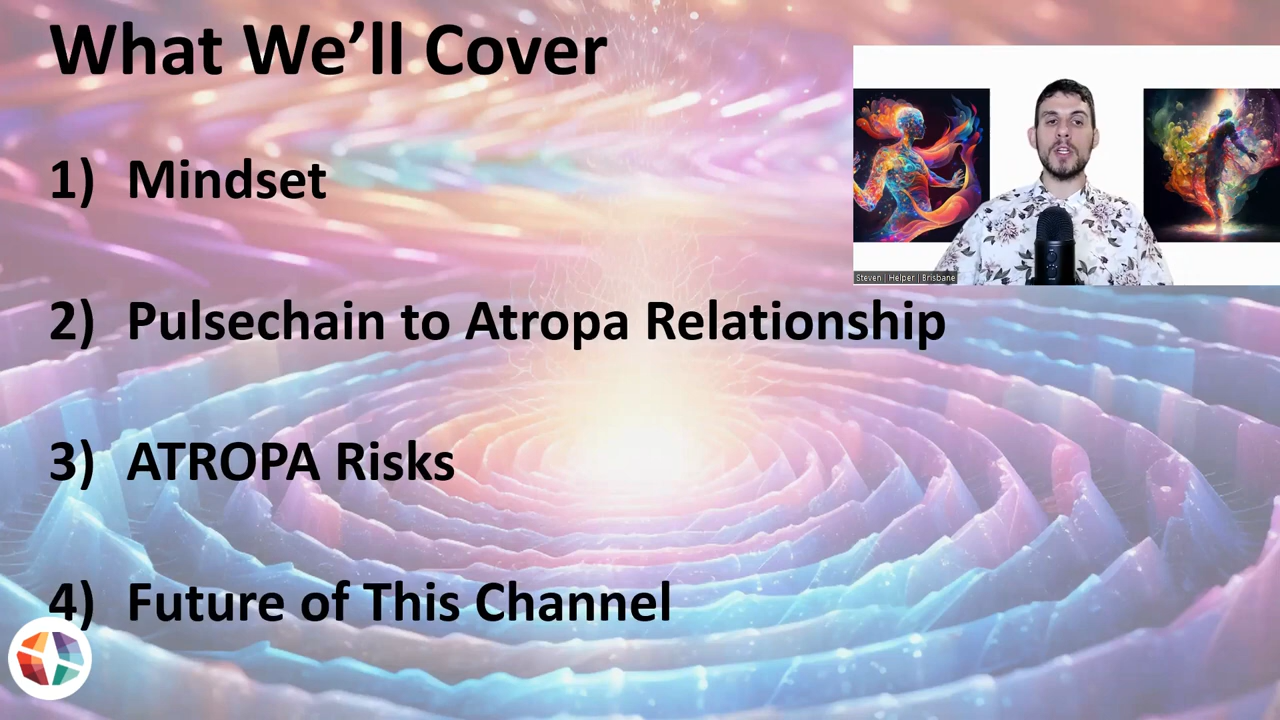 What We’ll Cover
1) Mindset
Steven | Helper | Brisbane
2) Pulsechain to Atropa Relationship
3) ATROPA Risks
4) Future of This Channel